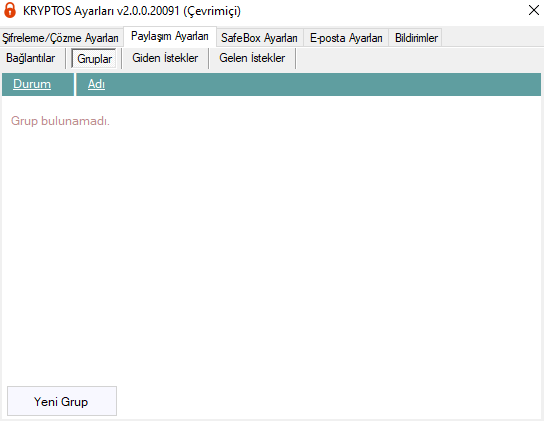 KRYPTOS Ayarları v2.0.0.20091 (Çevrimiçi)
Şifreleme/Çözme Ayarları Paylaşım Ayarları SafeBox Ayarları E-posta Ayarları Bildirimler
Bağlantılar Gruplar Giden İstekler Gelen İstekler
Durum Adı
Grup bulunamadı.
Yeni Grup